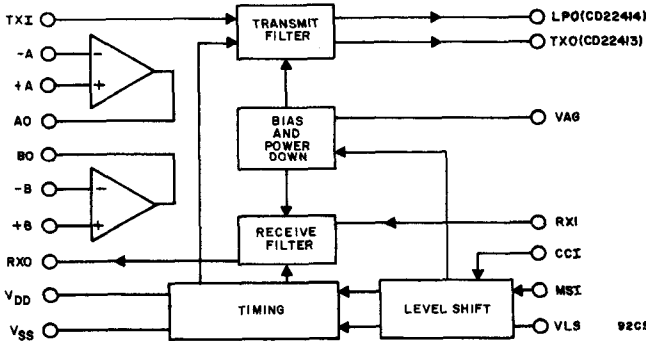 TXI
-A
+A
AO
BO
-B
+B
RXO
VDD
VSS
-
+
-
+
TRANSMIT
FILTER
BIAS
AND
POWER
DOWN
RECEIVE
FILTER
TIMING
LEVEL SHIFT
LPO(CD22414)
TXO(CD22413)
VAG
RXI
CCI
MSI
VLS
92CS